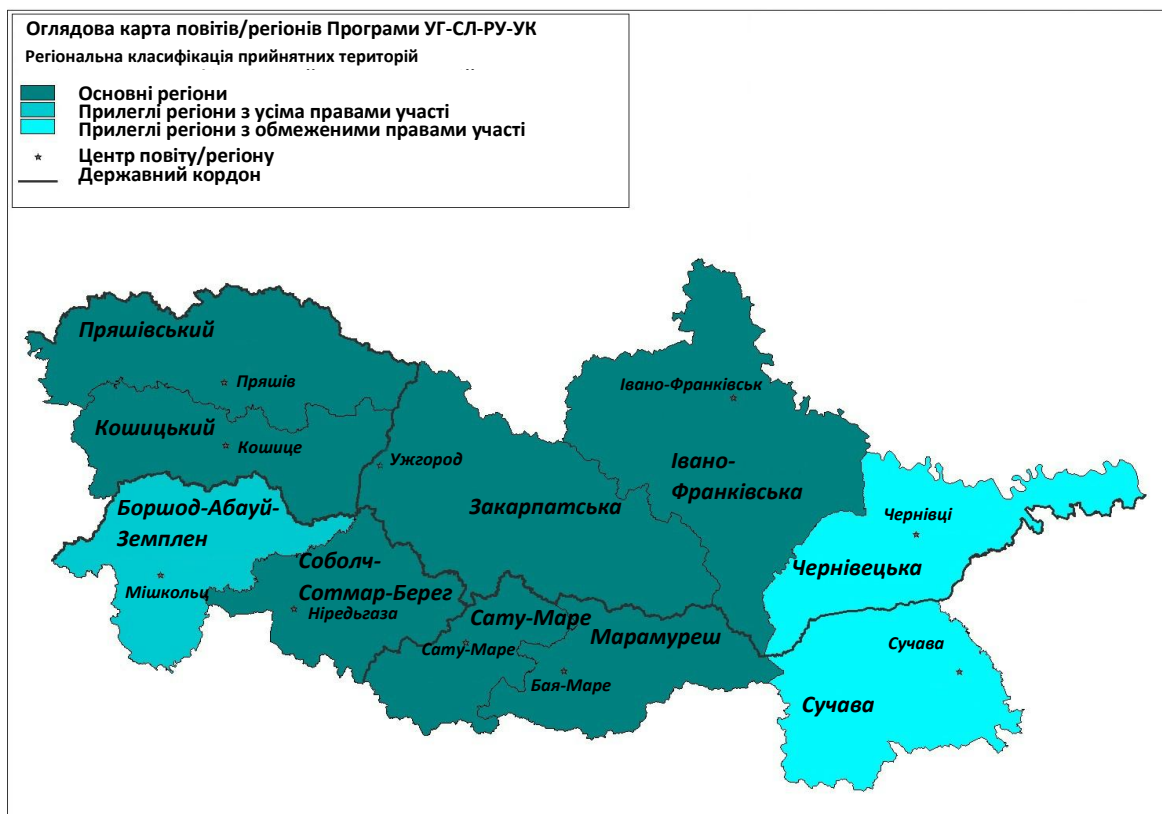 Оглядова карта повітів/регіонів Програми УГ-СЛ-РУ-УК
Регіональна класифікація прийнятних територій
Основні регіони
Прилеглі регіони з усіма правами участі
Прилеглі регіони з обмеженими правами участі
Центр повіту/регіону
Державний кордон
Пряшівський
Пряшів
Кошицький
Кошице
Ужгород
Івано-Франківськ
Івано-
Франківська
Закарпатська
Боршод-Абауй-
Земплен
Мішкольц
Соболч-
Сотмар-Берег
Ніредьгаза
Сату-Маре
Сату-Маре
Марамуреш
Бая-Маре
Чернівці
Чернівецька
Сучава
Сучава